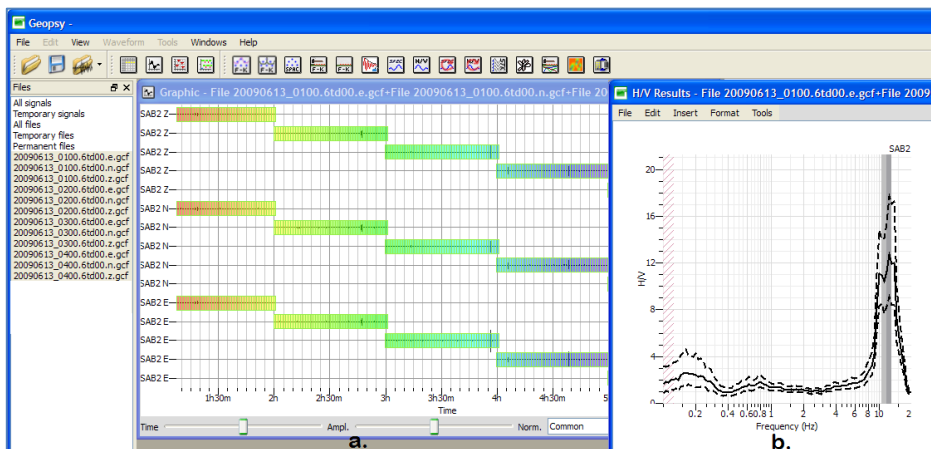 Geopsy -
File Edit View Waveform Tools Windows Help
F-K F-K SPAC F-K F-K SPEC H/V
Files
All signals
Temporary signals
All files
Temporary files
Permanent files
20090613_0100.6td00.e.gcf
20090613_0100.6td00.n.gcf
20090613_0100.6td00.z.gcf
20090613_0200.6td00.e.gcf
20090613_0200.6td00.n.gcf
20090613_0200.6td00.z.gcf
20090613_0300.6td00.e.gcf
20090613_0300.6td00.n.gcf
20090613_0300.6td00.z.gcf
20090613_0400.6td00.e.gcf
20090613_0400.6td00.n.gcf
20090613_0400.6td00.z.gcf
Graphic - File 20090613_0100.6td00.e.gcf+File 20090613_0100.6td00.n.gcf+File 20
SAB2 Z
SAB2 Z
SAB2 Z
SAB2 Z
SAB2 Z
SAB2 N
SAB2 N
SAB2 N
SAB2 N
SAB2 N
SAB2 E
SAB2 E
SAB2 E
SAB2 E
SAB2 E
1h30m 2h 2h30m 3h 3h30m 4h 4h30m 5
Time
Time Ampl. Norm. Common
a.
H/V Results - File 20090613_0100.6td00.e.gcf+File 2009
File Edit Insert Format Tools
SAB2
20
16
12
8
4
0
H/V
0.2 0.4 0.6 0.8 1 2 4 6 8 10 2
Frequency (Hz)
b.